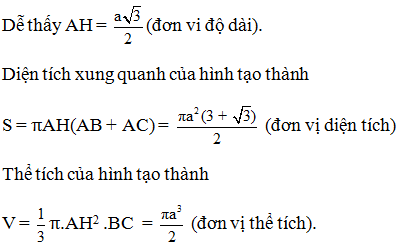 Dễ thấy AH = a√3/2 (đơn vi độ dài).
Diện tích xung quanh của hình tạo thành
S = πAH(AB + AC) = πa²(3 + √3)/2 (đơn vị diện tích)
Thể tích của hình tạo thành
V = 1/3 π.AH² .BC = πa³/2 (đơn vị thể tích).